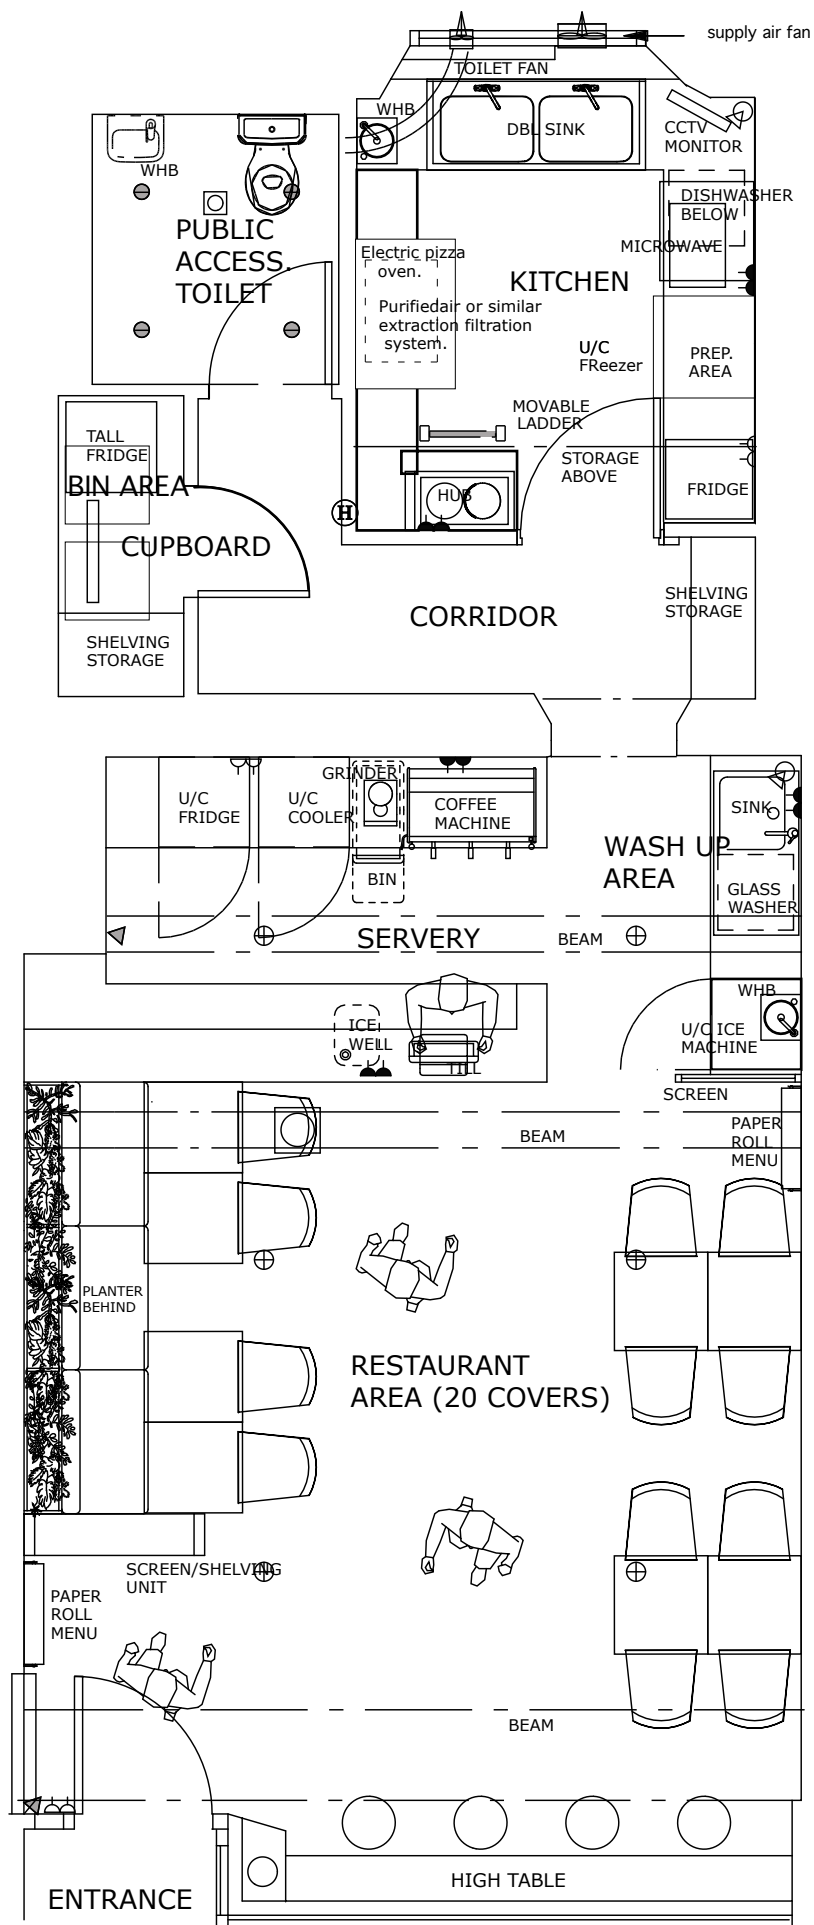 supply air fan
TOILET FAN
WHB
DBL SINK
CCTV
MONITOR
WHB
DISHWASHER
BELOW
PUBLIC
ACCESS.
TOILET
MICROWAVE
Electric pizza
oven.
KITCHEN
Purifiedair or similar
extraction filtration
system.
U/C
FReezer
PREP.
AREA
MOVABLE
LADDER
TALL
FRIDGE
STORAGE
ABOVE
BIN AREA
HUB
FRIDGE
H
CUPBOARD
CORRIDOR
SHELVING
STORAGE
SHELVING
STORAGE
GRINDER
U/C
FRIDGE
U/C
COOLER
COFFEE
MACHINE
SINK
WASH UP
AREA
BIN
GLASS
WASHER
SERVERY
BEAM
WHB
ICE
WELL
U/C ICE
MACHINE
TILL
SCREEN
BEAM
PAPER
ROLL
MENU
PLANTER
BEHIND
RESTAURANT
AREA (20 COVERS)
SCREEN/SHELVING
UNIT
PAPER
ROLL
MENU
BEAM
HIGH TABLE
ENTRANCE